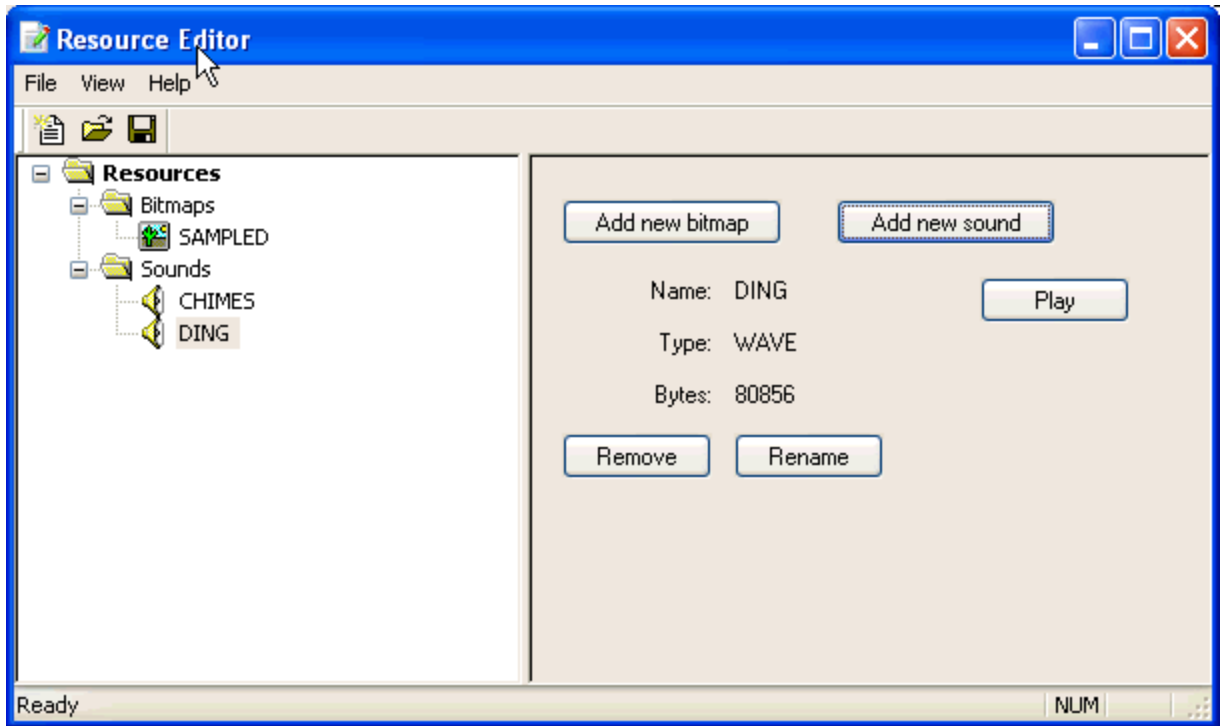 Resource Editor
File View Help
Resources
Bitmaps
SAMPLED
Sounds
CHIMES
DING
Add new bitmap Add new sound
Name: DING Play
Type: WAVE
Bytes: 80856
Remove Rename
Ready NUM